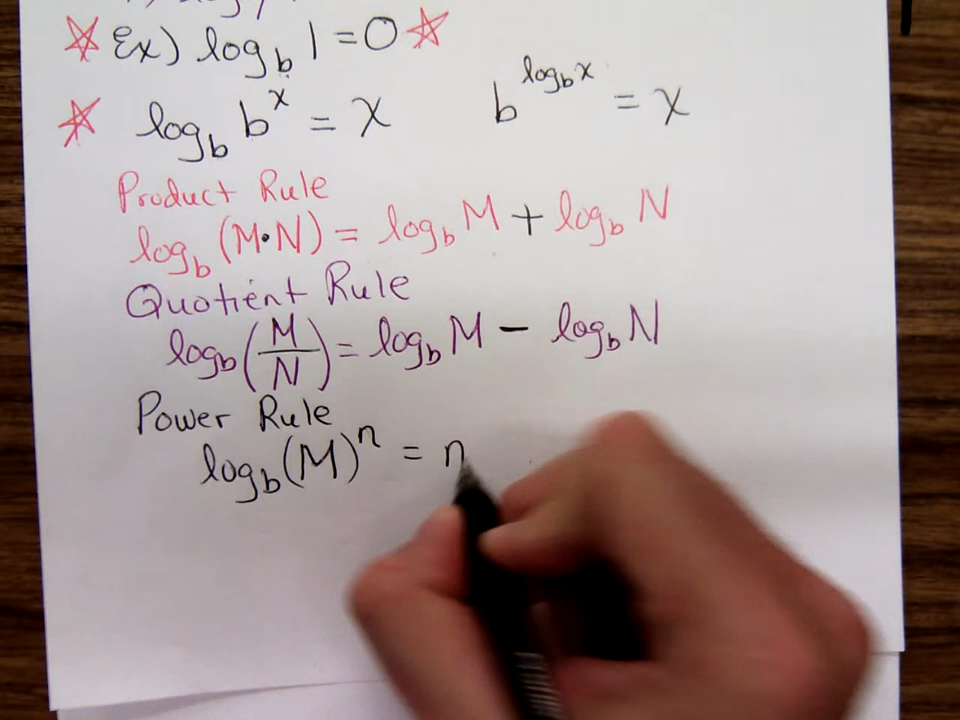 ☆ Ex) log_b 1 = 0 ☆
☆ log_b b^x = x b^(log_b x) = x
Product Rule
log_b (M·N) = log_b M + log_b N
Quotient Rule
log_b (M/N) = log_b M - log_b N
Power Rule
log_b (M)^n = n